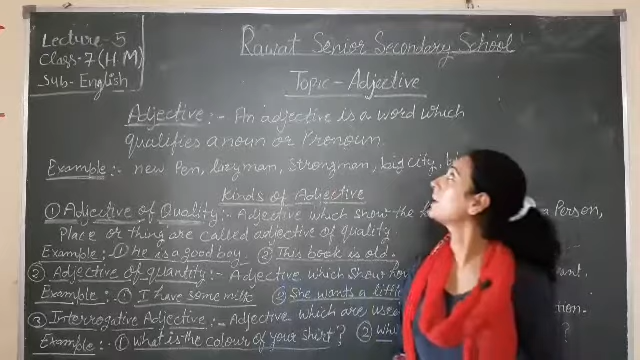 Lecture-5
Class-7 (H.M)
Sub- English
Rawat Senior Secondary School
Topic - Adjective
Adjective :- An adjective is a word which
qualifies a noun or Pronoun.
Example :- new Pen, lazyman, Strongman, big City,
Kinds of Adjective
① Adjective of Quality :- Adjective which show the a Person,
Place or thing are called adjective of quality.
Example :- ① he is a good boy ② This book is old.
② Adjective of quantity :- Adjective which show how
Example :- ① I have some milk ② She wants a little
③ Interrogative Adjective :- Adjective which are used
Example :- ① what is the colour of your shirt? ② ?